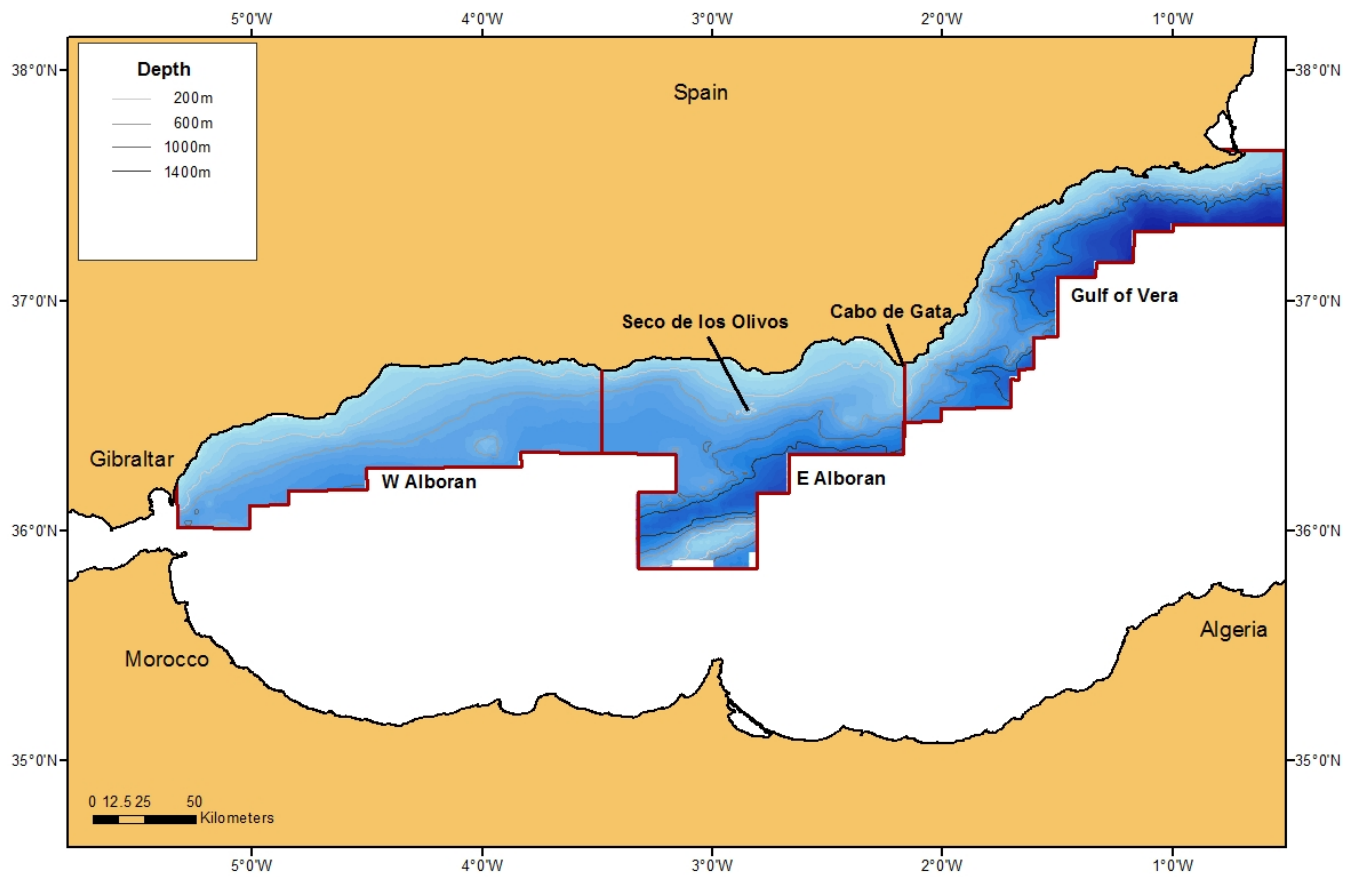 5°0'W 4°0'W 3°0'W 2°0'W 1°0'W
38°0'N 38°0'N
Depth
200m
600m
1000m
1400m
Spain
37°0'N 37°0'N
Gulf of Vera
Cabo de Gata
Seco de los Olivos
Gibraltar
W Alboran
E Alboran
36°0'N 36°0'N
Morocco
Algeria
35°0'N 35°0'N
0 12.5 25 50
Kilometers
5°0'W 4°0'W 3°0'W 2°0'W 1°0'W